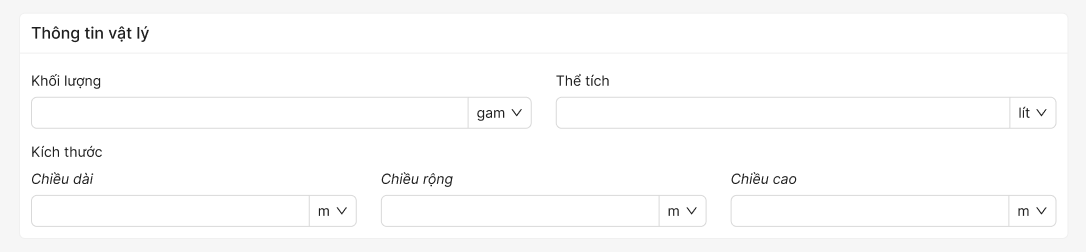 Thông tin vật lý
Khối lượng Thể tích
gam lít
Kích thước
Chiều dài Chiều rộng Chiều cao
m m m